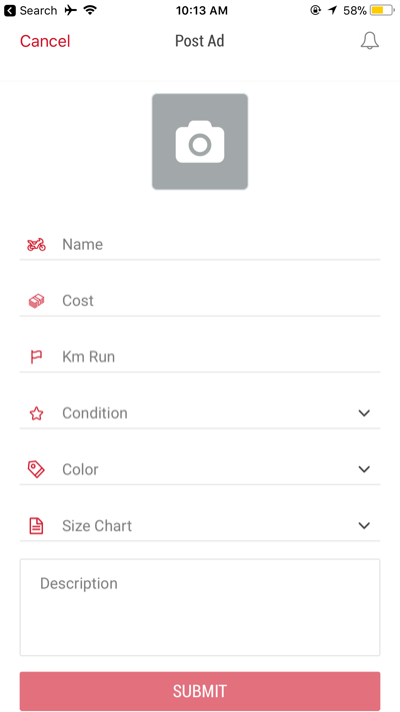 Search 10:13 AM 58%
Cancel Post Ad
Name
Cost
Km Run
Condition
Color
Size Chart
Description
SUBMIT